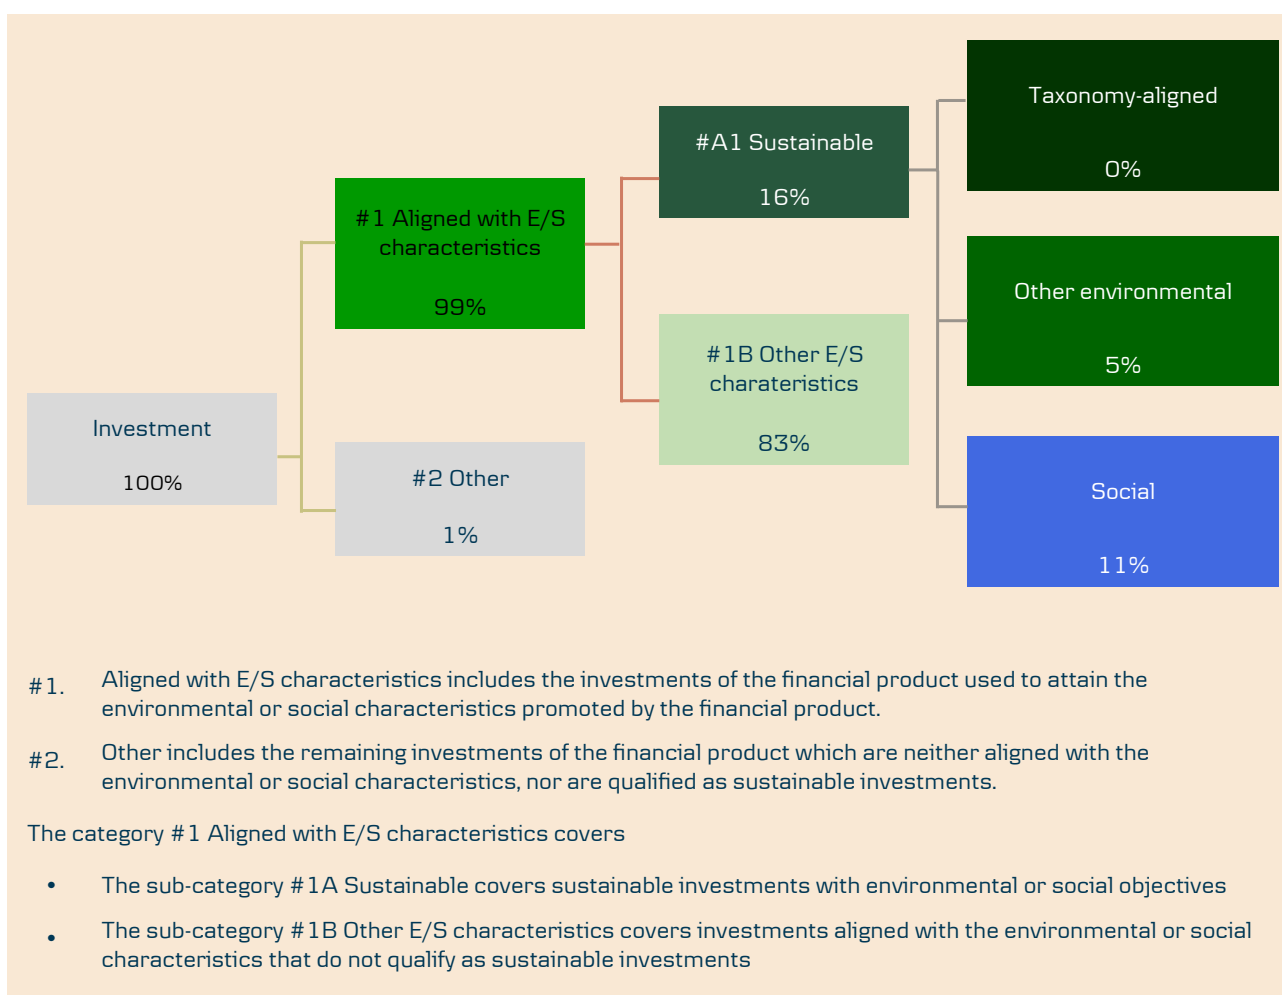 Investment
100%
#1 Aligned with E/S
characteristics
99%
#2 Other
1%
#A1 Sustainable
16%
#1B Other E/S
charateristics
83%
Taxonomy-aligned
0%
Other environmental
5%
Social
11%
#1. Aligned with E/S characteristics includes the investments of the financial product used to attain the
environmental or social characteristics promoted by the financial product.
#2. Other includes the remaining investments of the financial product which are neither aligned with the
environmental or social characteristics, nor are qualified as sustainable investments.
The category #1 Aligned with E/S characteristics covers
• The sub-category #1A Sustainable covers sustainable investments with environmental or social objectives
• The sub-category #1B Other E/S characteristics covers investments aligned with the environmental or social
characteristics that do not qualify as sustainable investments